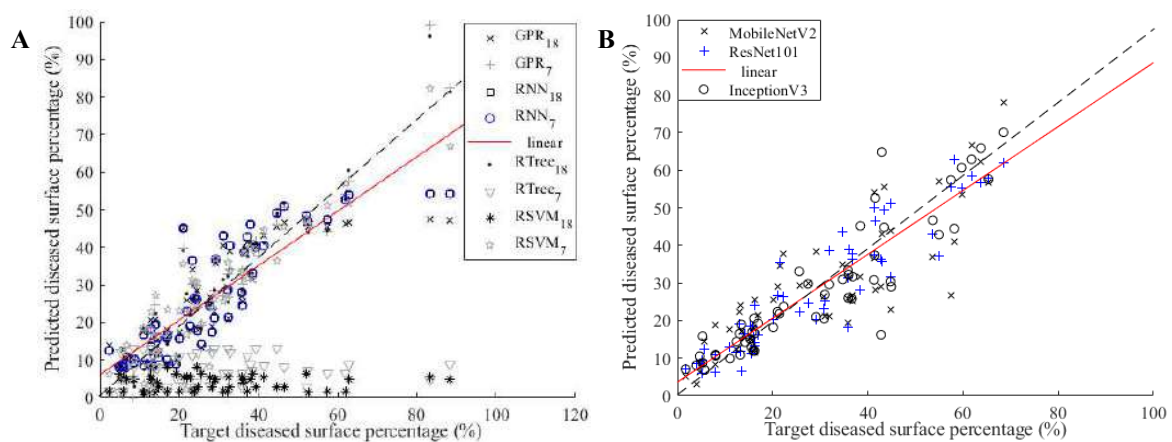 A
Predicted diseased surface percentage (%)
100
90
80
70
60
50
40
30
20
10
0
0 20 40 60 80 100 120
Target diseased surface percentage (%)
GPR18
GPR7
RNN18
RNN7
linear
RTree18
RTree7
RSVM18
RSVM7
B
Predicted diseased surface percentage (%)
100
90
80
70
60
50
40
30
20
10
0
0 20 40 60 80 100
Target diseased surface percentage (%)
MobileNetV2
ResNet101
linear
InceptionV3